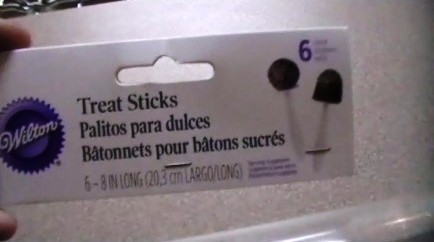 6
Wilton
Treat Sticks
Palitos para dulces
Bâtonnets pour bâtons sucrés
6 – 8 IN LONG (20,3 cm LARGO/LONG)